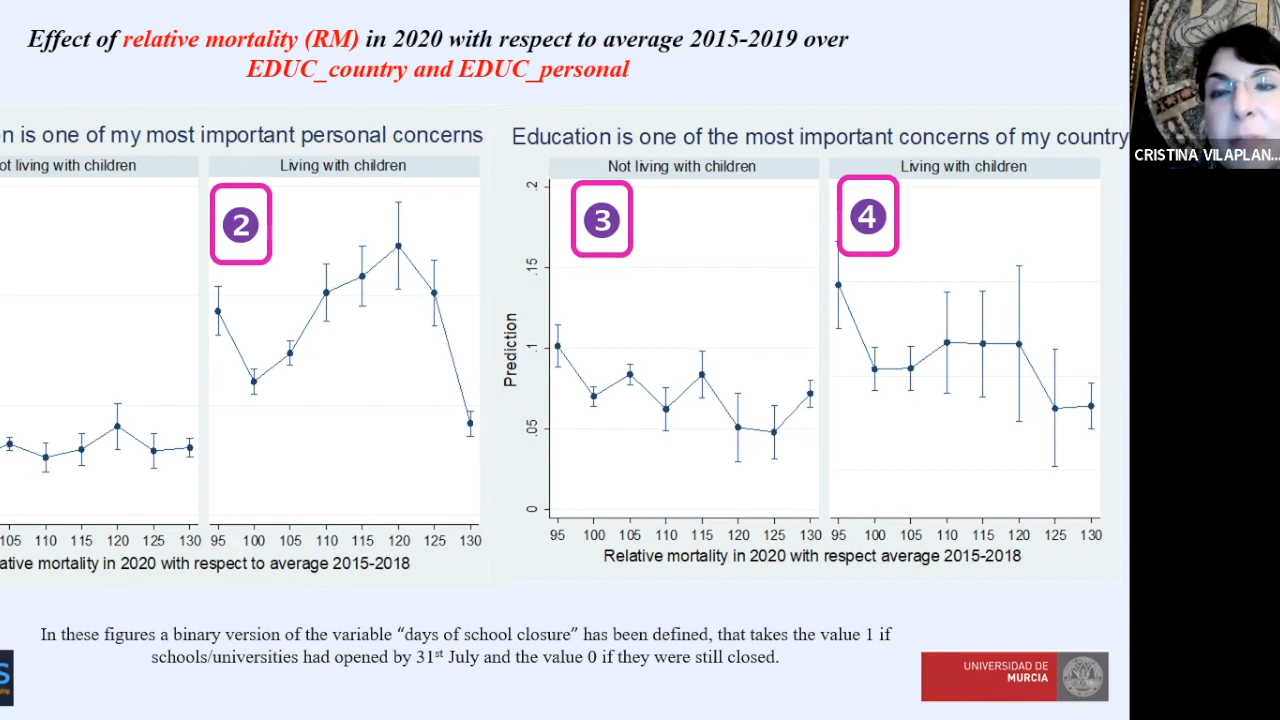 Effect of relative mortality (RM) in 2020 with respect to average 2015-2019 over
EDUC_country and EDUC_personal
n is one of my most important personal concerns
ot living with children
Living with children
2
105 110 115 120 125 130
95 100 105 110 115 120 125 130
ative mortality in 2020 with respect to average 2015-2018
Education is one of the most important concerns of my country
Not living with children
Living with children
3
4
Prediction
.2
.15
.1
.05
0
95 100 105 110 115 120 125 130
95 100 105 110 115 120 125 130
Relative mortality in 2020 with respect average 2015-2018
In these figures a binary version of the variable “days of school closure” has been defined, that takes the value 1 if
schools/universities had opened by 31st July and the value 0 if they were still closed.
S
UNIVERSIDAD DE
MURCIA
CRISTINA VILAPLAN...